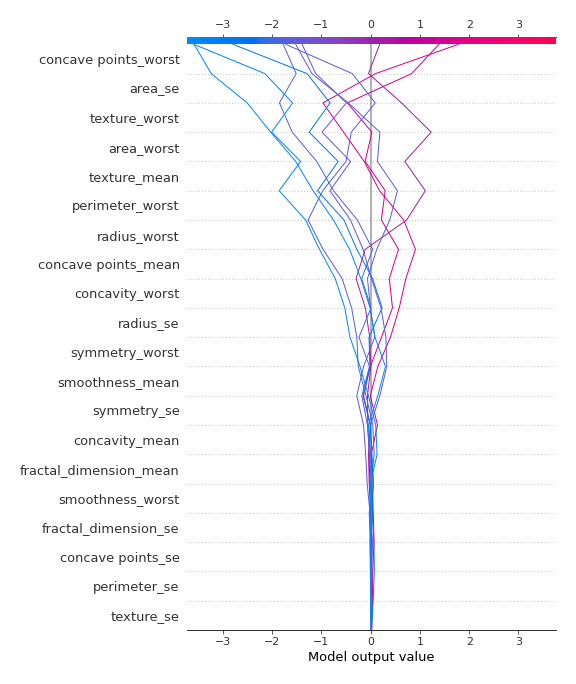 −3 −2 −1 0 1 2 3
concave points_worst
area_se
texture_worst
area_worst
texture_mean
perimeter_worst
radius_worst
concave points_mean
concavity_worst
radius_se
symmetry_worst
smoothness_mean
symmetry_se
concavity_mean
fractal_dimension_mean
smoothness_worst
fractal_dimension_se
concave points_se
perimeter_se
texture_se
−3 −2 −1 0 1 2 3
Model output value